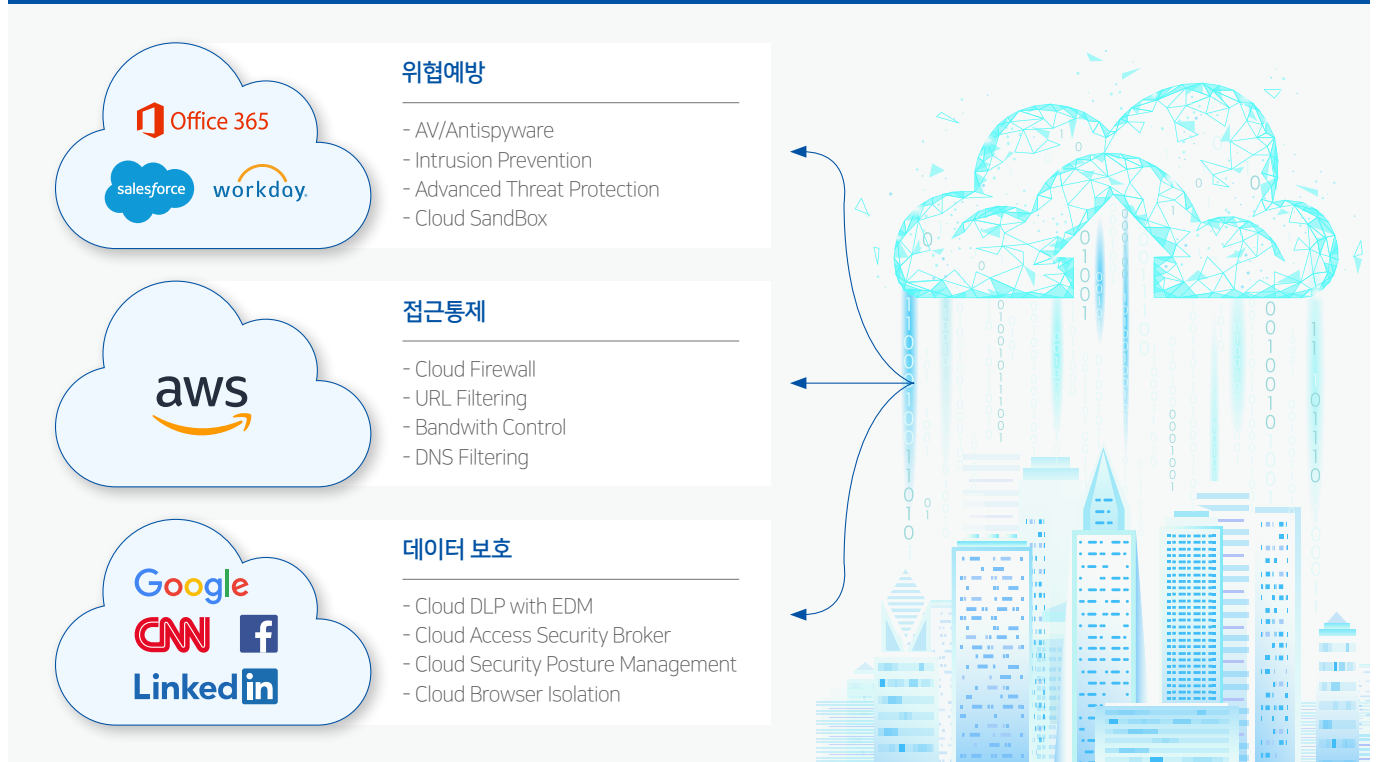 Office 365
salesforce
workday.
위협예방
- AV/Antispyware
- Intrusion Prevention
- Advanced Threat Protection
- Cloud SandBox
aws
접근통제
- Cloud Firewall
- URL Filtering
- Bandwith Control
- DNS Filtering
Google
CNN
f
Linked in
데이터 보호
- Cloud DLP with EDM
- Cloud Access Security Broker
- Cloud Security Posture Management
- Cloud Browser Isolation